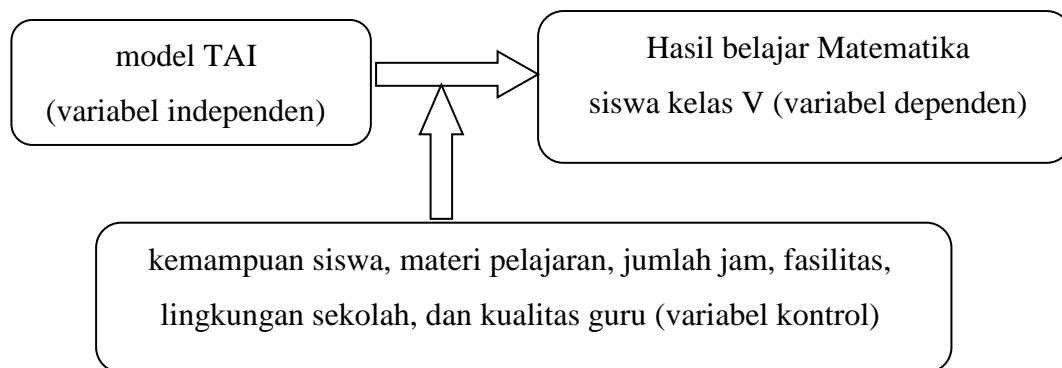 model TAI
(variabel independen)
Hasil belajar Matematika
siswa kelas V (variabel dependen)
kemampuan siswa, materi pelajaran, jumlah jam, fasilitas,
lingkungan sekolah, dan kualitas guru (variabel kontrol)